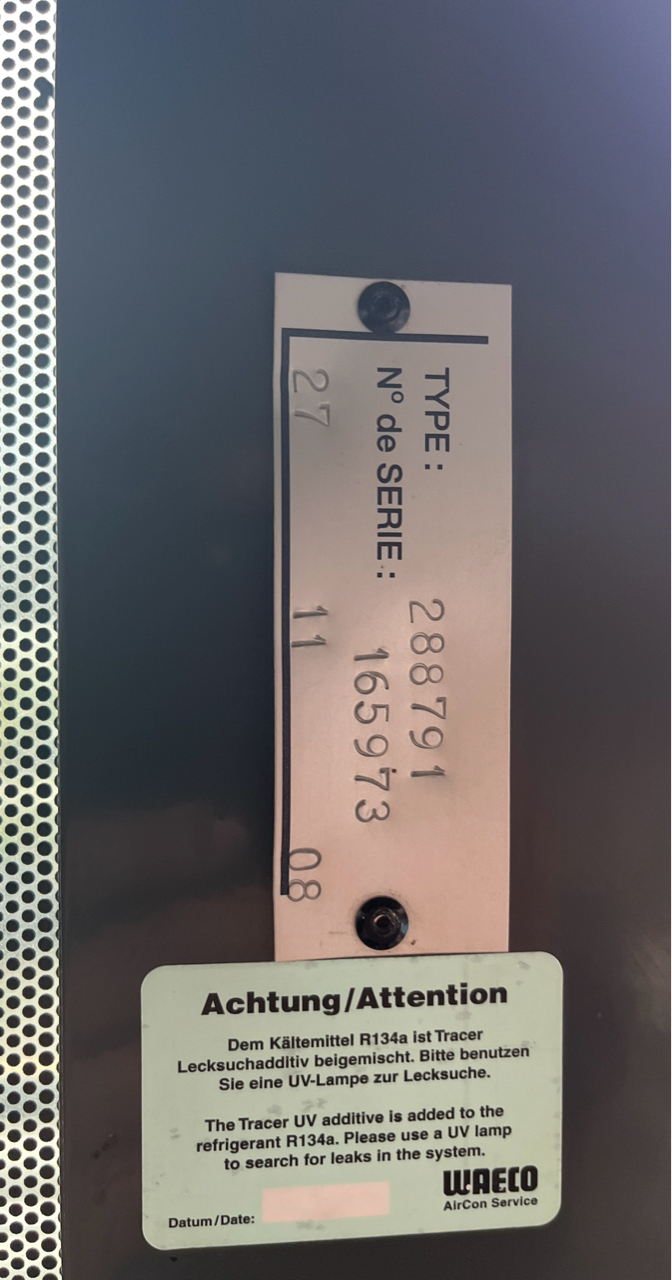 TYPE : 288791
N° de SERIE : 165973
27 11 08
Achtung/Attention
Dem Kältemittel R134a ist Tracer
Lecksuchadditiv beigemischt. Bitte benutzen
Sie eine UV-Lampe zur Lecksuche.
The Tracer UV additive is added to the
refrigerant R134a. Please use a UV lamp
to search for leaks in the system.
WAECO
AirCon Service
Datum/Date: